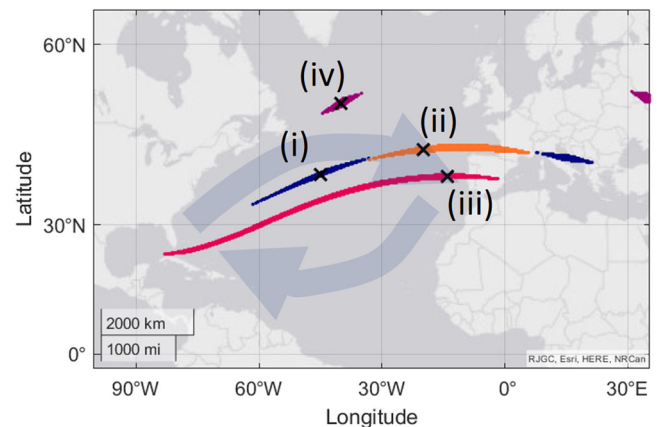 60°N
(iv)
(ii)
(i)
Latitude
30°N
(iii)
2000 km
1000 mi
0°
RJGC, Esri, HERE, NRCan
90°W 60°W 30°W 0° 30°E
Longitude